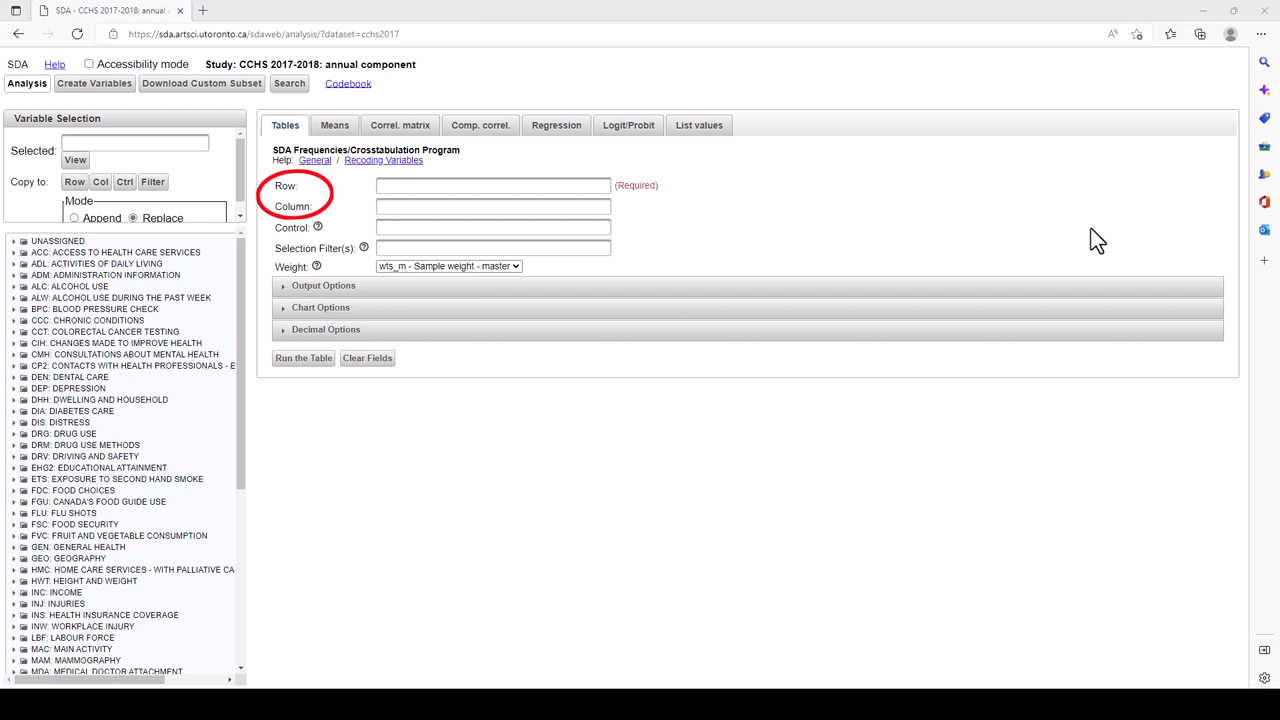 SDA - CCHS 2017-2018: annual com
https://sda.artsci.utoronto.ca/sdaweb/analysis/?dataset=cchs2017
SDA Help Accessibility mode Study: CCHS 2017-2018: annual component
Analysis Create Variables Download Custom Subset Search Codebook
Variable Selection
Selected:
View
Copy to: Row Col Ctrl Filter
Mode
Append Replace
UNASSIGNED
ACC: ACCESS TO HEALTH CARE SERVICES
ADL: ACTIVITIES OF DAILY LIVING
ADM: ADMINISTRATION INFORMATION
ALC: ALCOHOL USE
ALW: ALCOHOL USE DURING THE PAST WEEK
BPC: BLOOD PRESSURE CHECK
CCC: CHRONIC CONDITIONS
CCT: COLORECTAL CANCER TESTING
CIH: CHANGES MADE TO IMPROVE HEALTH
CMH: CONSULTATIONS ABOUT MENTAL HEALTH
CP2: CONTACTS WITH HEALTH PROFESSIONALS - E
DEN: DENTAL CARE
DEP: DEPRESSION
DHH: DWELLING AND HOUSEHOLD
DIA: DIABETES CARE
DIS: DISTRESS
DRG: DRUG USE
DRM: DRUG USE METHODS
DRV: DRIVING AND SAFETY
EHG2: EDUCATIONAL ATTAINMENT
ETS: EXPOSURE TO SECOND HAND SMOKE
FDC: FOOD CHOICES
FGU: CANADA'S FOOD GUIDE USE
FLU: FLU SHOTS
FSC: FOOD SECURITY
FVC: FRUIT AND VEGETABLE CONSUMPTION
GEN: GENERAL HEALTH
GEO: GEOGRAPHY
HMC: HOME CARE SERVICES - WITH PALLIATIVE CA
HWT: HEIGHT AND WEIGHT
INC: INCOME
INJ: INJURIES
INS: HEALTH INSURANCE COVERAGE
INW: WORKPLACE INJURY
LBF: LABOUR FORCE
MAC: MAIN ACTIVITY
MAM: MAMMOGRAPHY
MDA: MEDICAL DOCTOR ATTACHMENT
Tables Means Correl. matrix Comp. correl. Regression Logit/Probit List values
SDA Frequencies/Crosstabulation Program
Help: General / Recoding Variables
Row: (Required)
Column:
Control: ?
Selection Filter(s): ?
Weight: ? wts_m - Sample weight - master
Output Options
Chart Options
Decimal Options
Run the Table Clear Fields